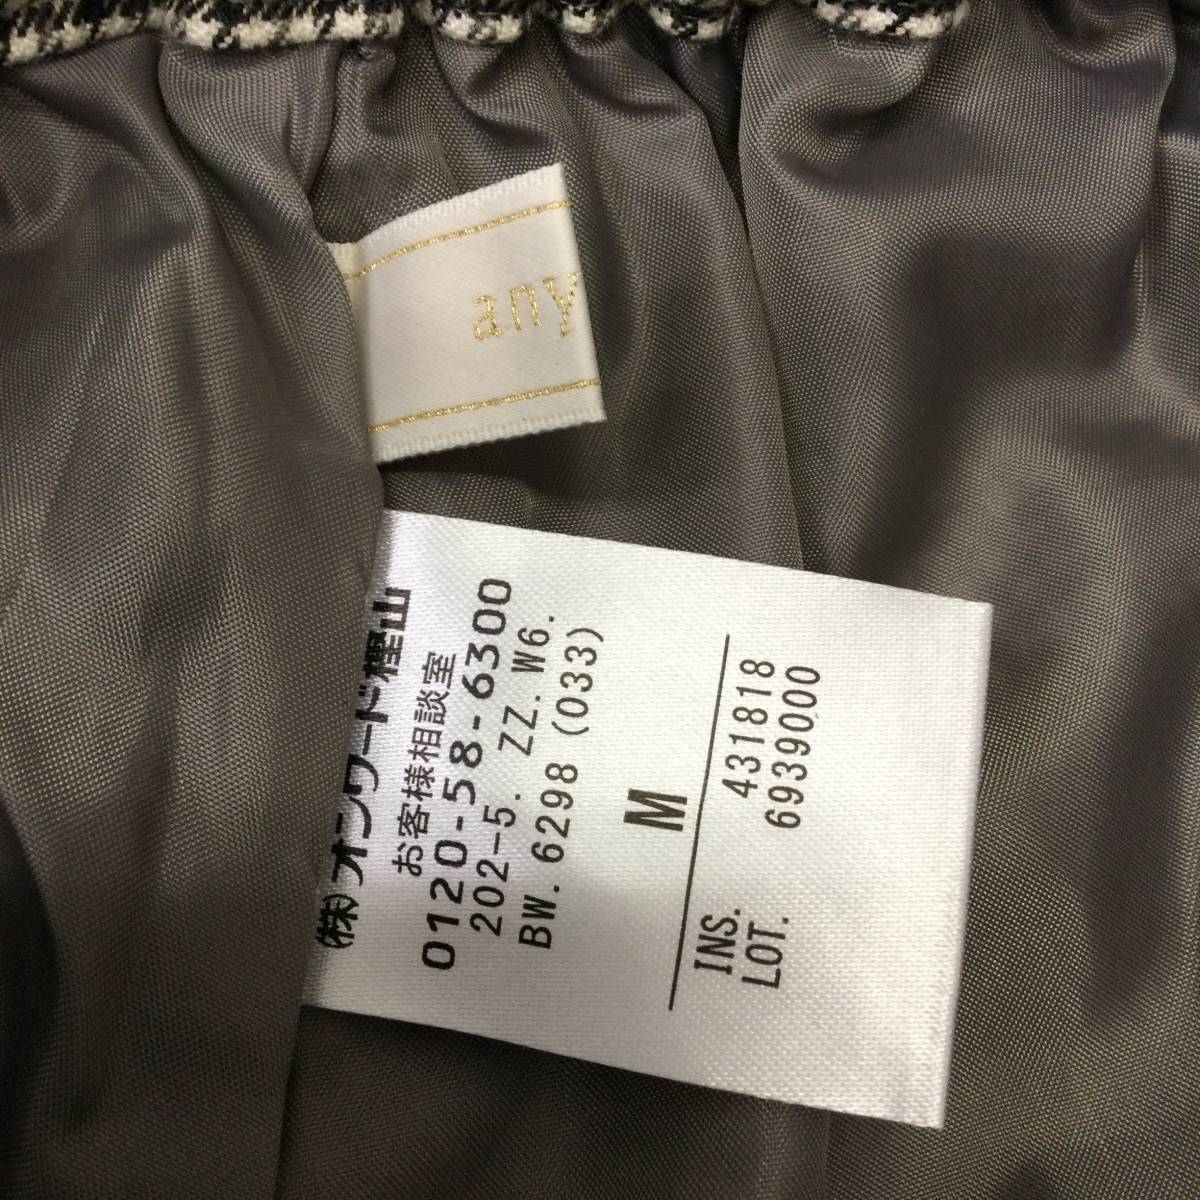 any
(株)オンワード樫山
お客様相談室
0120-58-6300
202-5. ZZ. W6.
BW. 6298 (033)
M
INS. 431818
LOT. 6939000